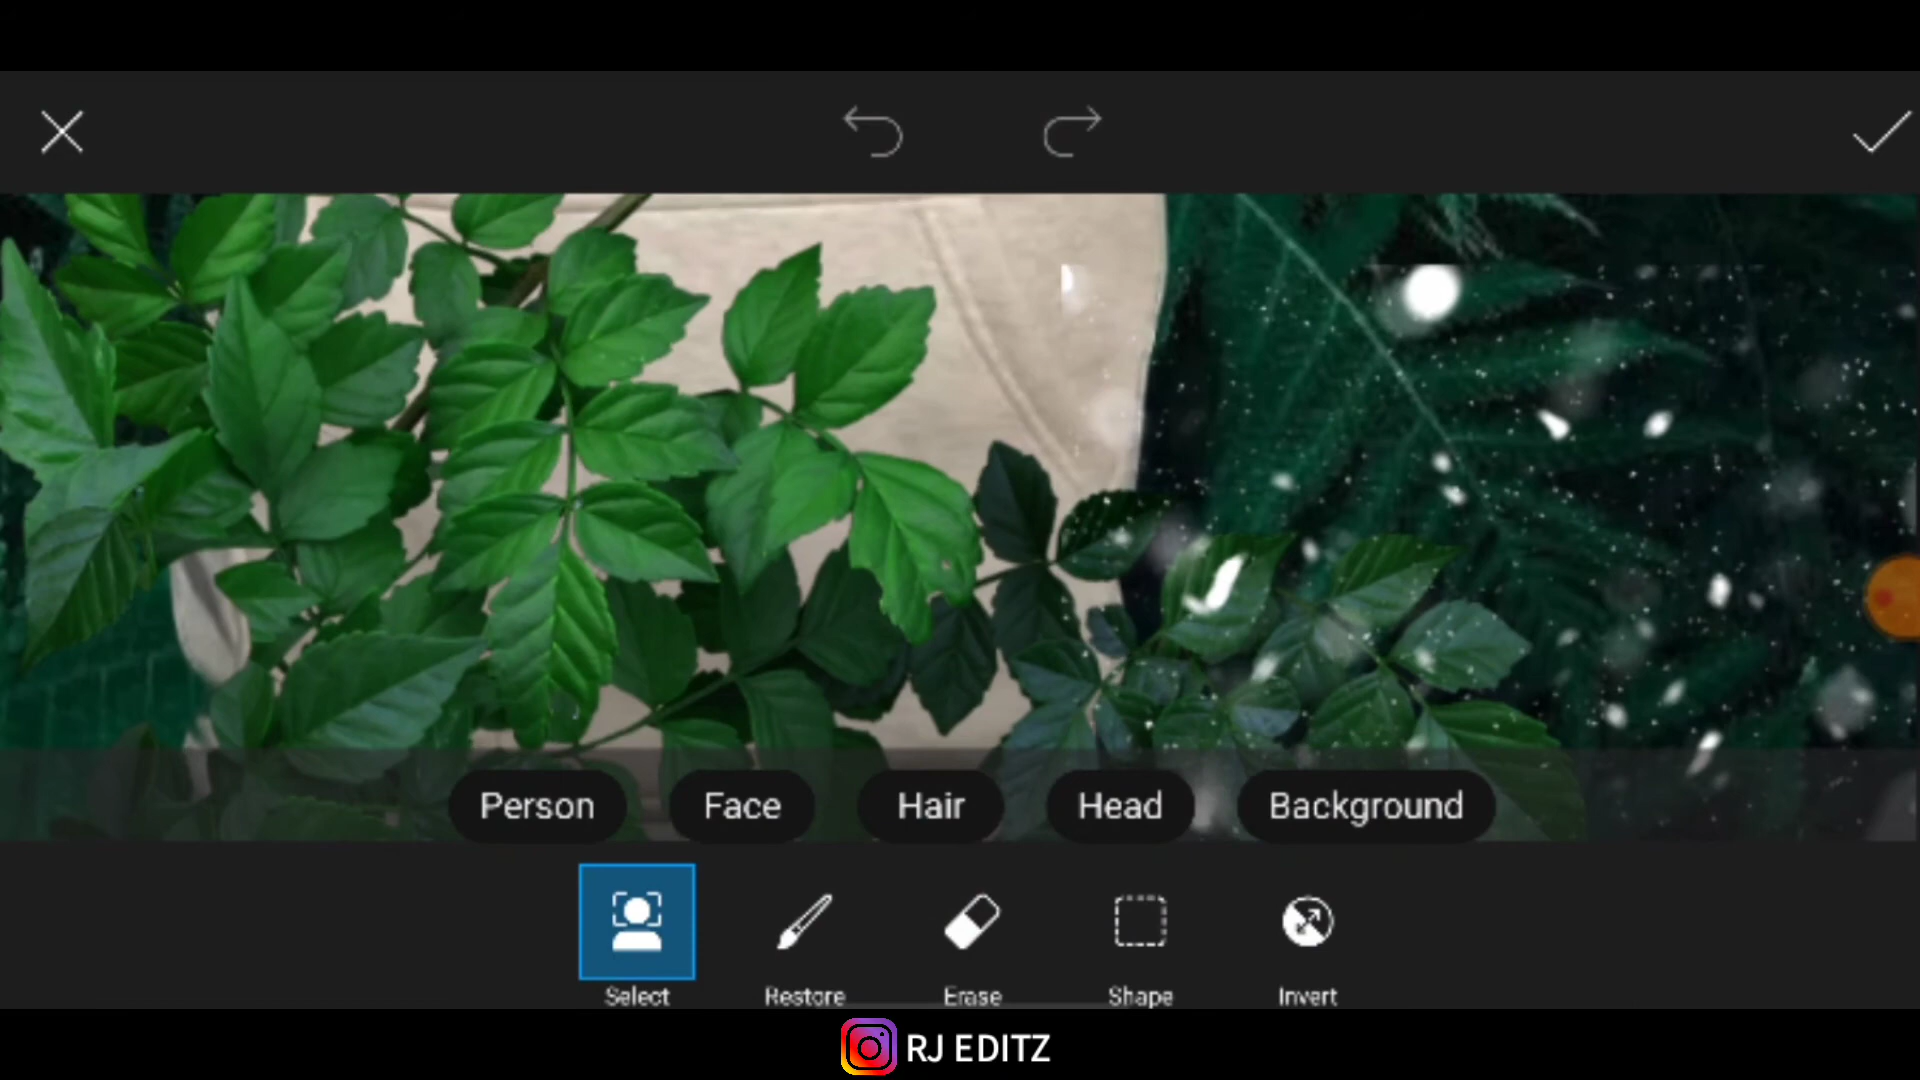 Person Face Hair Head Background
Select Restore Erase Shape Invert
RJ EDITZ